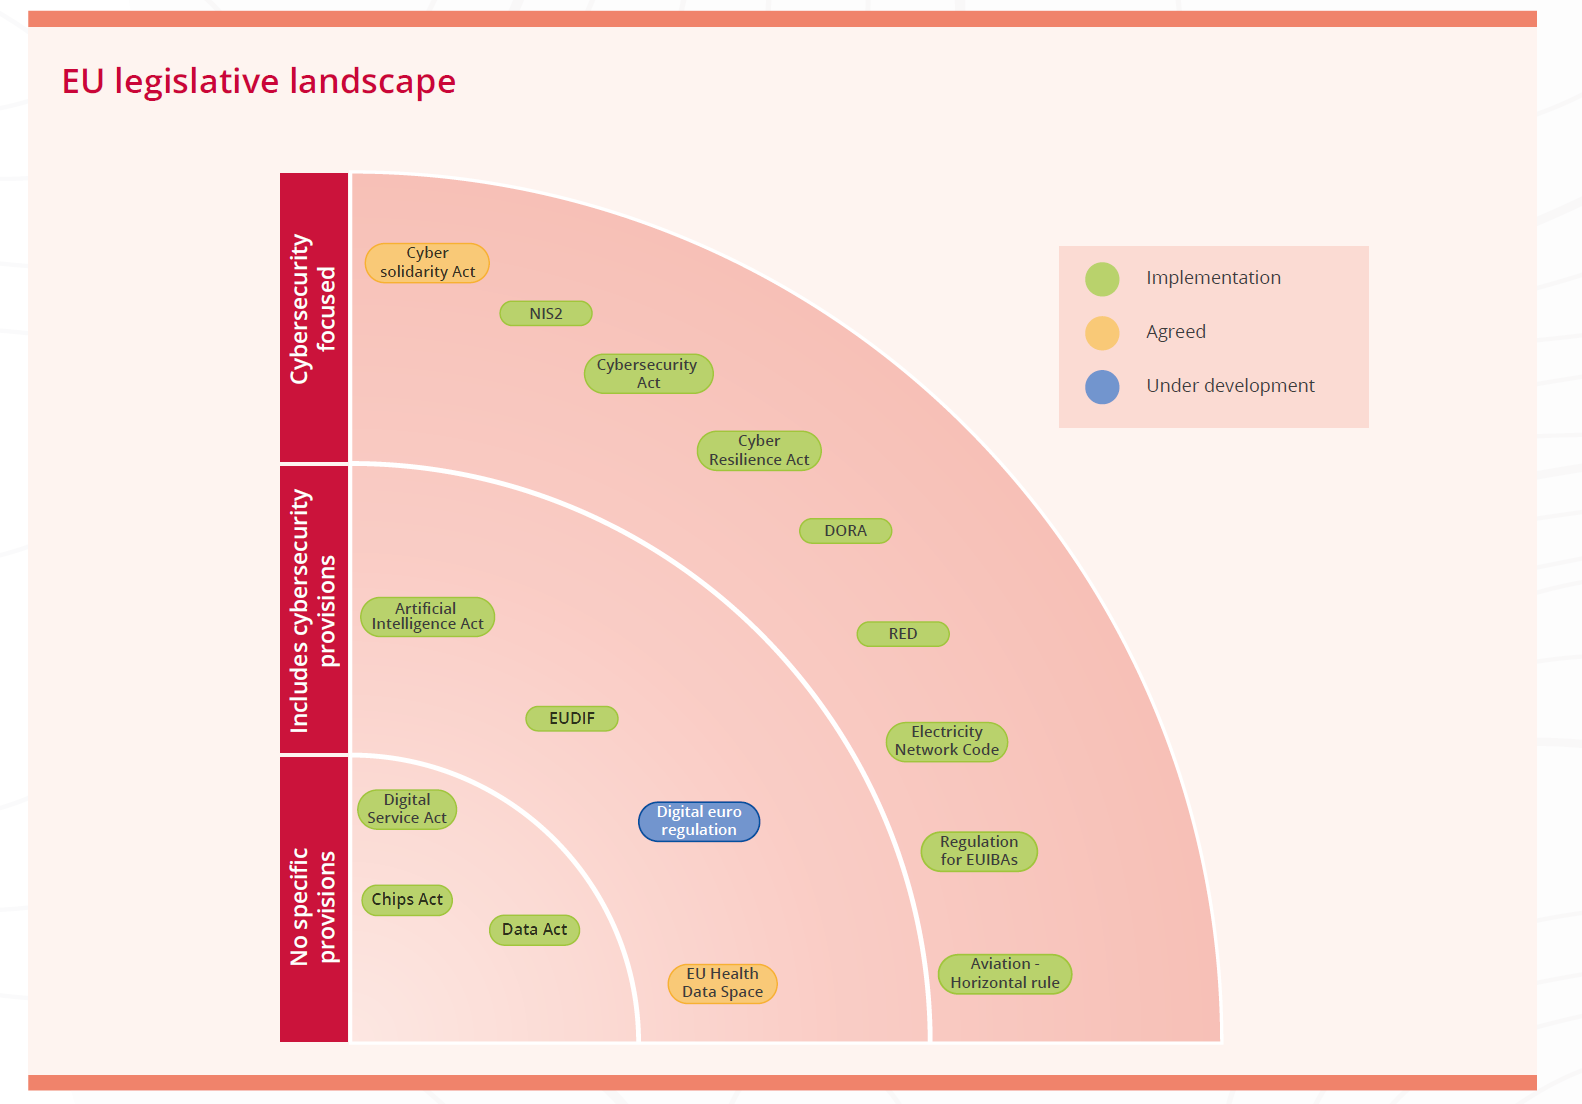 EU legislative landscape
Cybersecurity
focused
Cyber
solidarity Act
NIS2
Cybersecurity
Act
Cyber
Resilience Act
DORA
RED
Electricity
Network Code
Regulation
for EUIBAs
Aviation -
Horizontal rule
Includes cybersecurity
provisions
Artificial
Intelligence Act
EUDIF
Digital euro
regulation
EU Health
Data Space
No specific
provisions
Digital
Service Act
Chips Act
Data Act
Implementation
Agreed
Under development